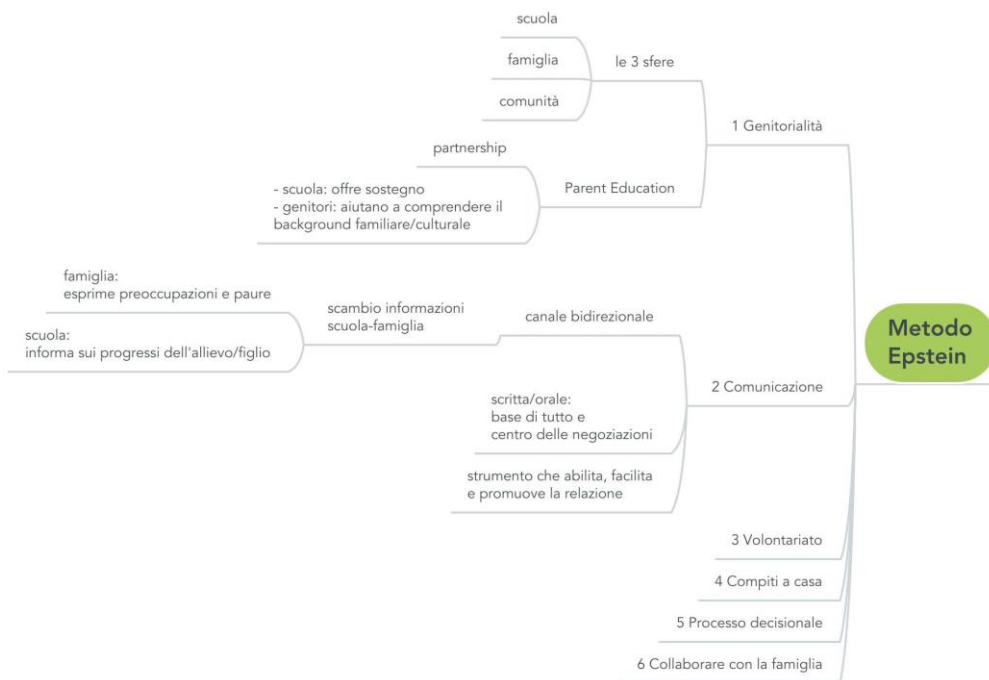 Metodo
Epstein
1 Genitorialità
le 3 sfere
scuola
famiglia
comunità
Parent Education
partnership
- scuola: offre sostegno
- genitori: aiutano a comprendere il
background familiare/culturale
2 Comunicazione
canale bidirezionale
scambio informazioni
scuola-famiglia
famiglia:
esprime preoccupazioni e paure
scuola:
informa sui progressi dell'allievo/figlio
scritta/orale:
base di tutto e
centro delle negoziazioni
strumento che abilita, facilita
e promuove la relazione
3 Volontariato
4 Compiti a casa
5 Processo decisionale
6 Collaborare con la famiglia